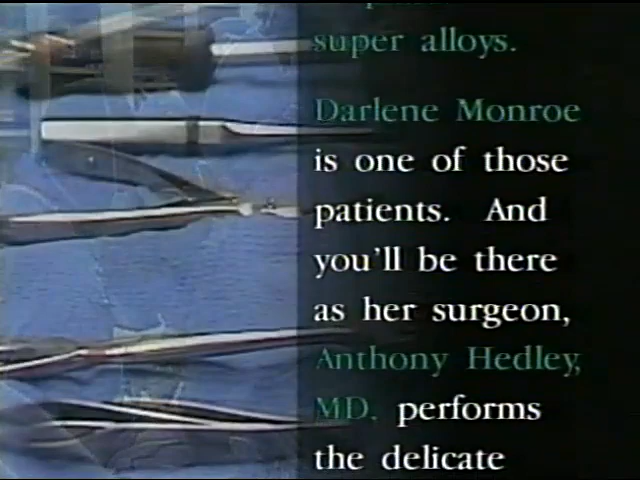 super alloys.
Darlene Monroe
is one of those
patients. And
you'll be there
as her surgeon,
Anthony Hedley,
MD. performs
the delicate